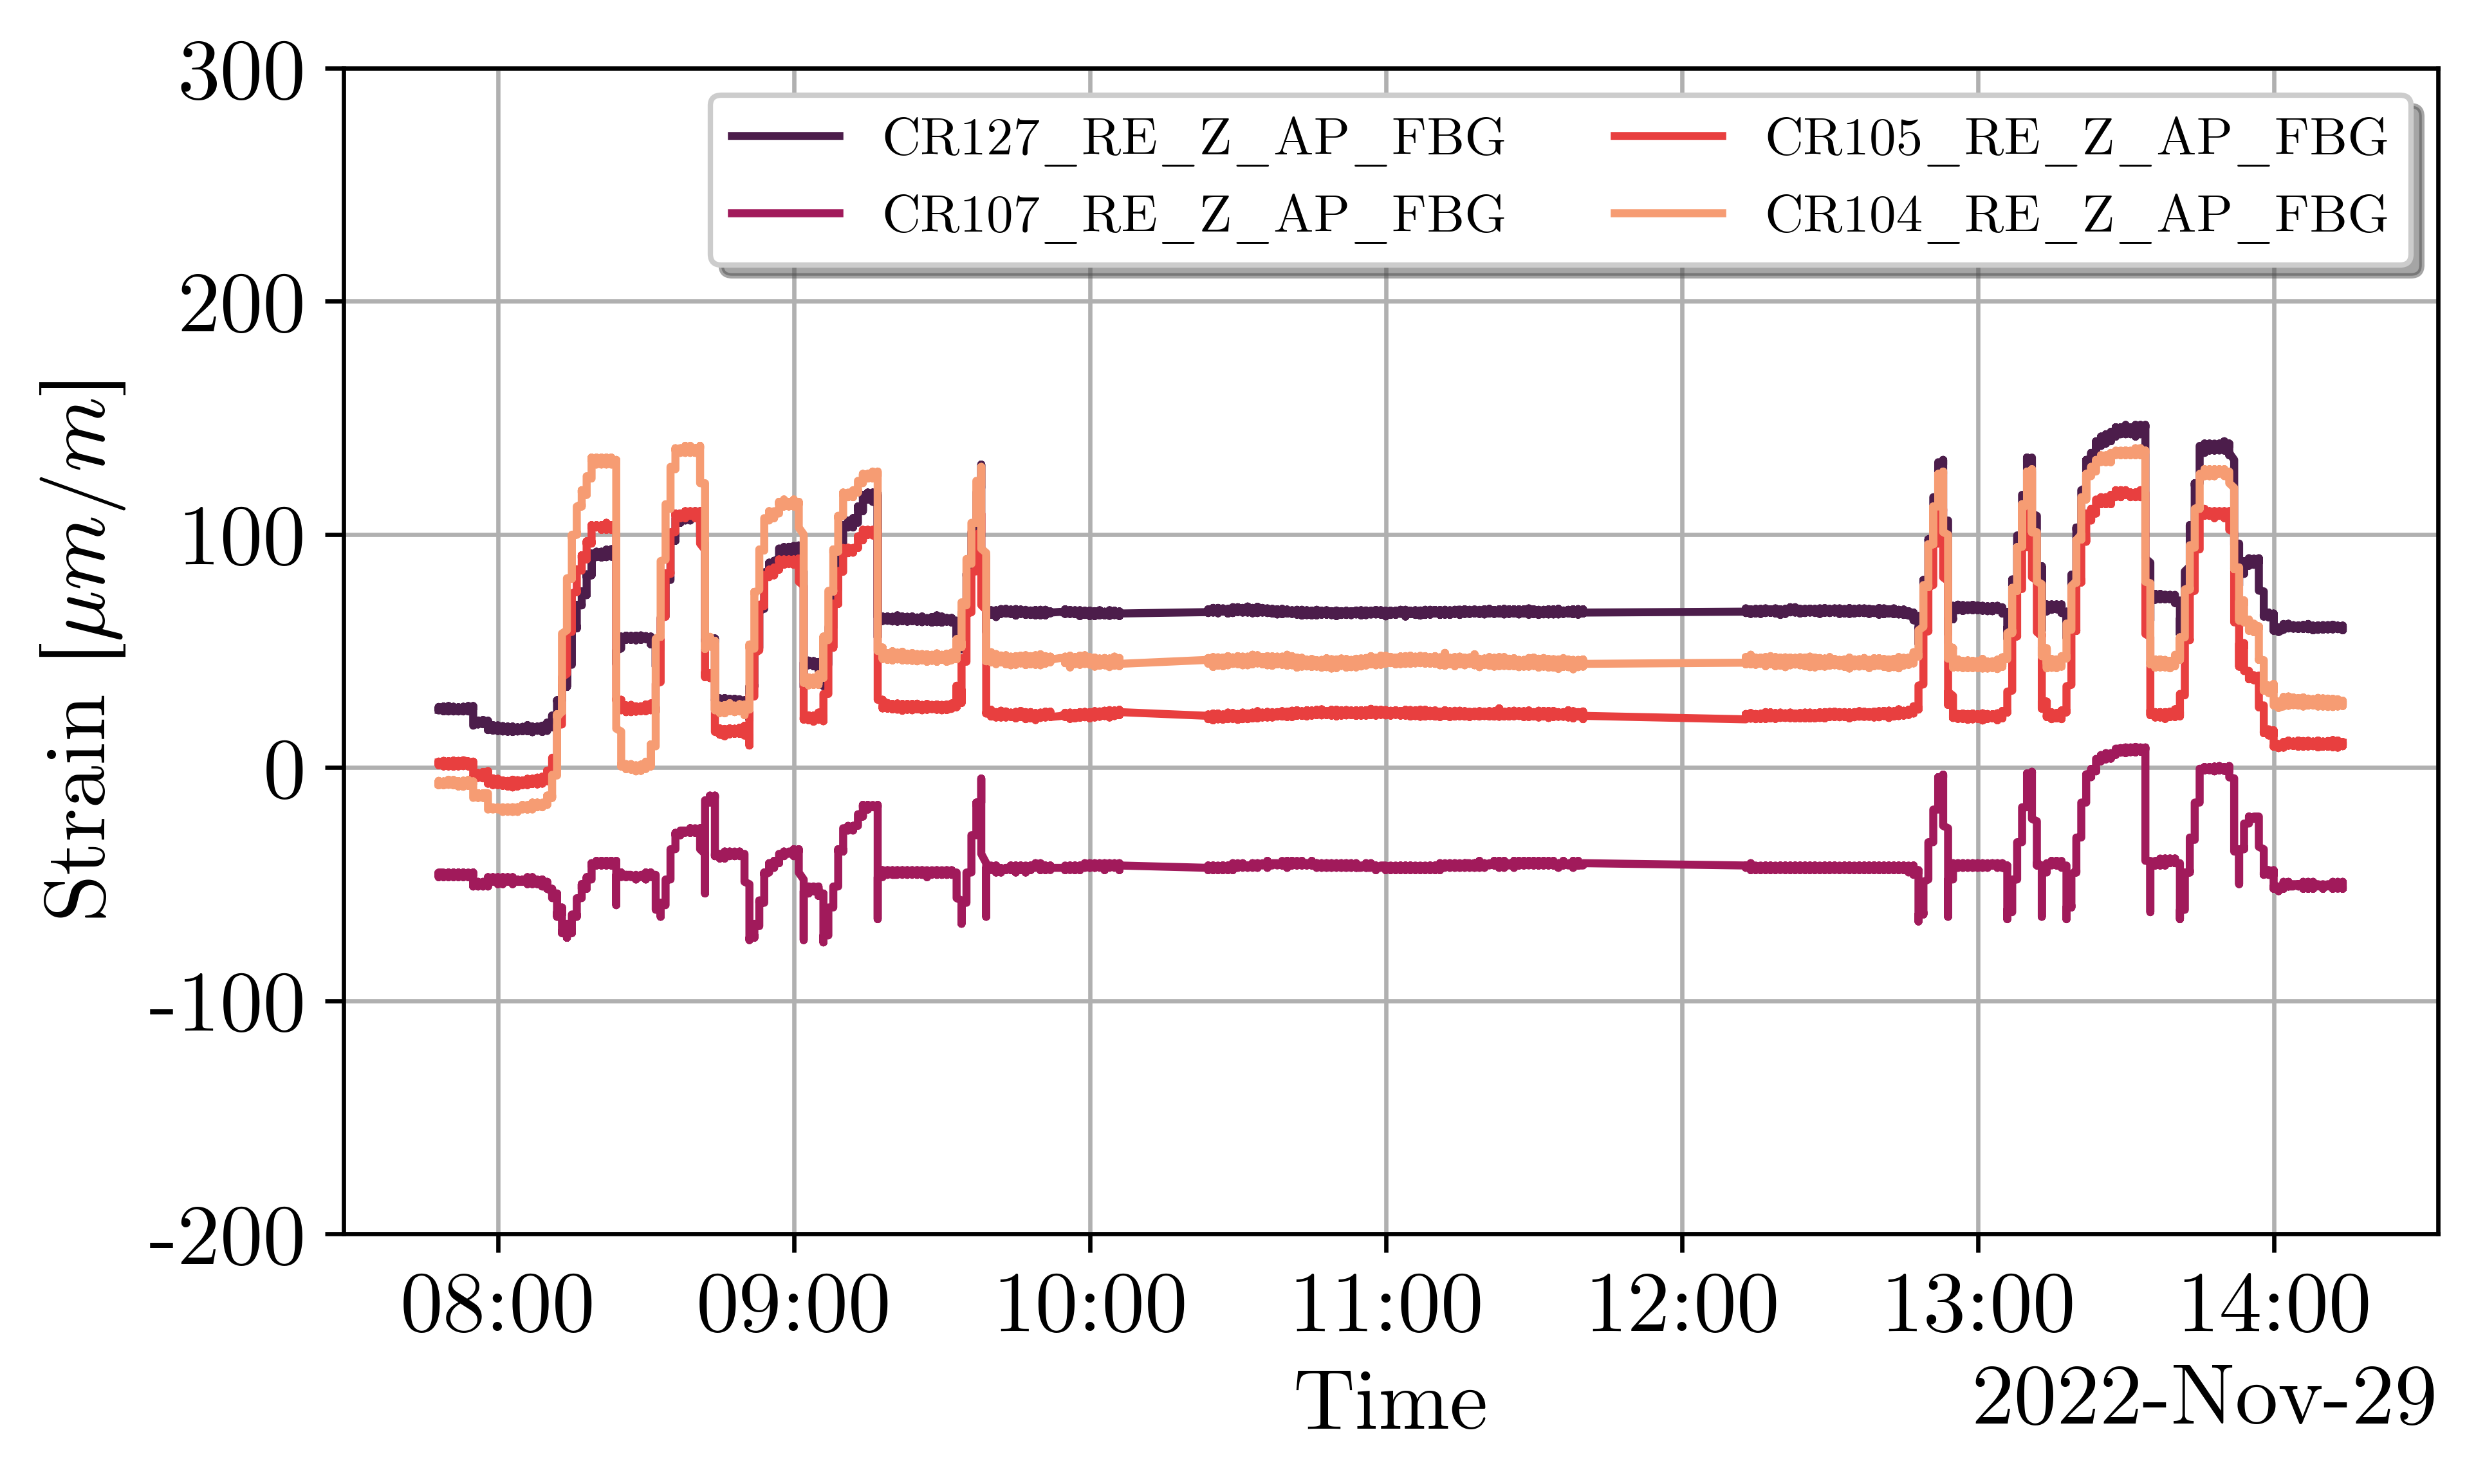 300
200
100
0
-100
-200
Strain [μm/m]
CR127_RE_Z_AP_FBG
CR107_RE_Z_AP_FBG
CR105_RE_Z_AP_FBG
CR104_RE_Z_AP_FBG
08:00 09:00 10:00 11:00 12:00 13:00 14:00
Time
2022-Nov-29